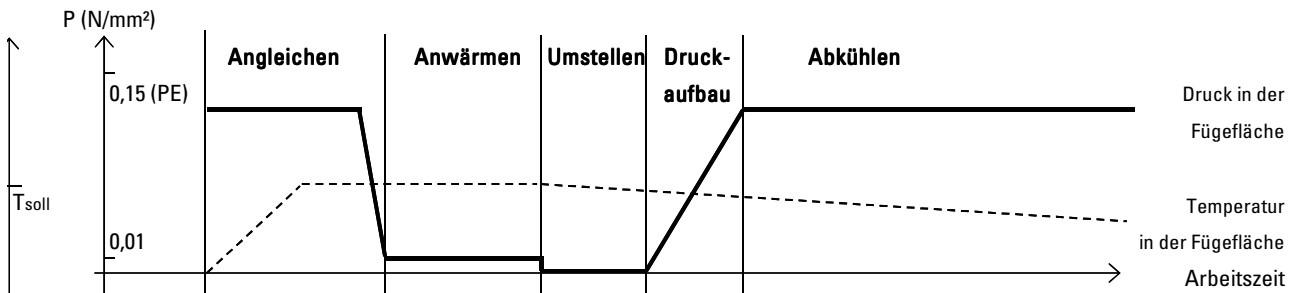 P (N/mm²)
Angleichen
Anwärmen
Umstellen
Druck-
aufbau
Abkühlen
0,15 (PE)
Druck in der
Fügefläche
Tsoll
Temperatur
in der Fügefläche
0,01
Arbeitszeit